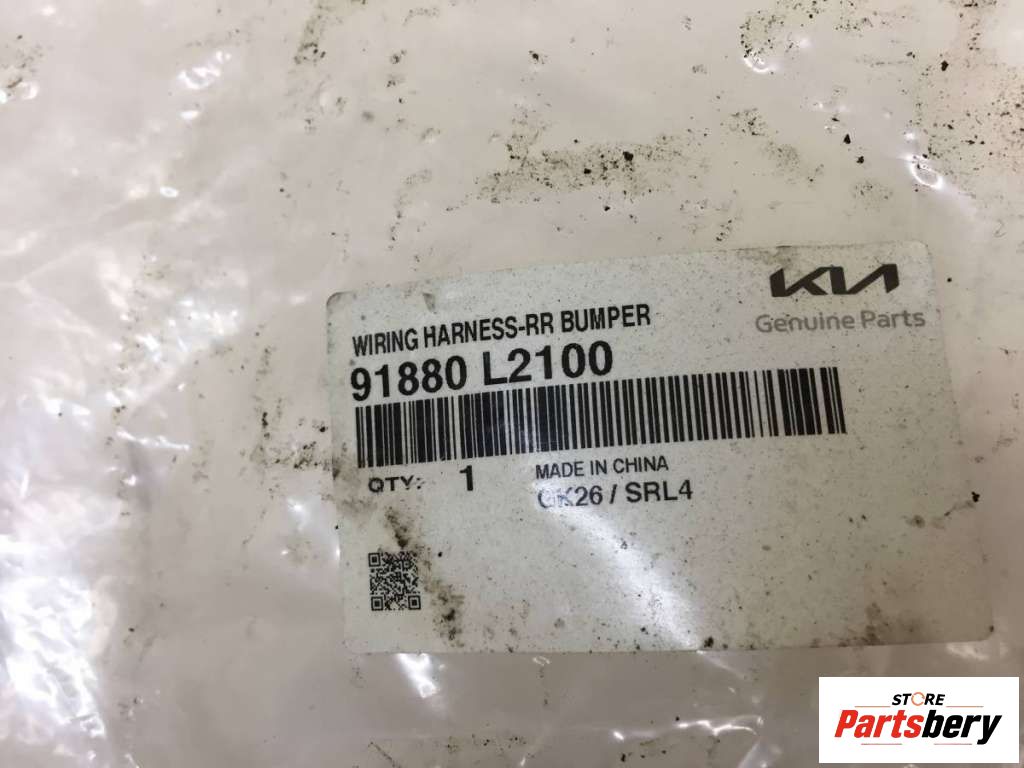 KIA
Genuine Parts
WIRING HARNESS-RR BUMPER
91880 L2100
QTY: 1
MADE IN CHINA
/ SRL4
STORE
Partsbery